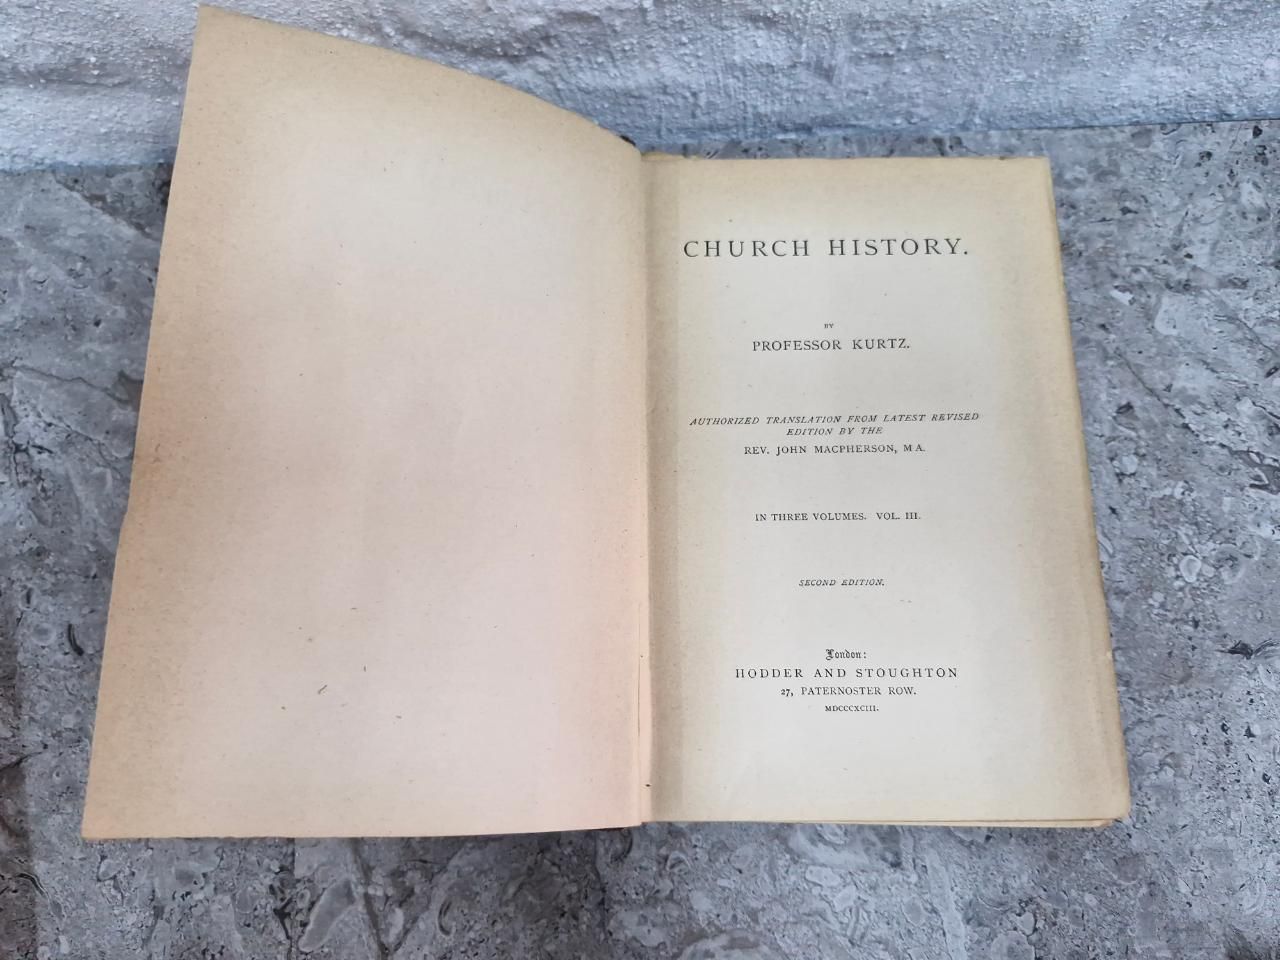 CHURCH HISTORY.
BY
PROFESSOR KURTZ.
AUTHORIZED TRANSLATION FROM LATEST REVISED
EDITION BY THE
REV. JOHN MACPHERSON, M.A.
IN THREE VOLUMES. VOL. III.
SECOND EDITION.
London:
HODDER AND STOUGHTON
27, PATERNOSTER ROW.
MDCCCXCIII.